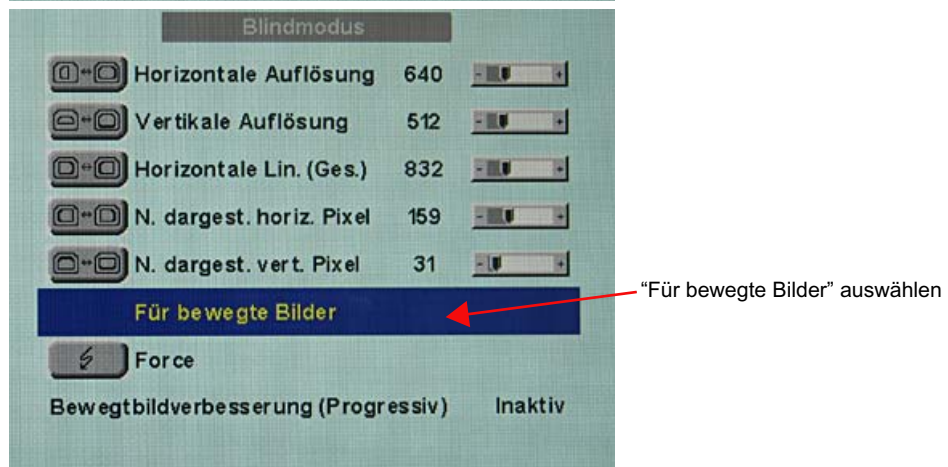 Blindmodus
Horizontale Auflösung 640 - +
Vertikale Auflösung 512 - +
Horizontale Lin. (Ges.) 832 - +
N. dargest. horiz. Pixel 159 - +
N. dargest. vert. Pixel 31 - +
Für bewegte Bilder
“Für bewegte Bilder” auswählen
Force
Bewegtbildverbesserung (Progressiv) Inaktiv